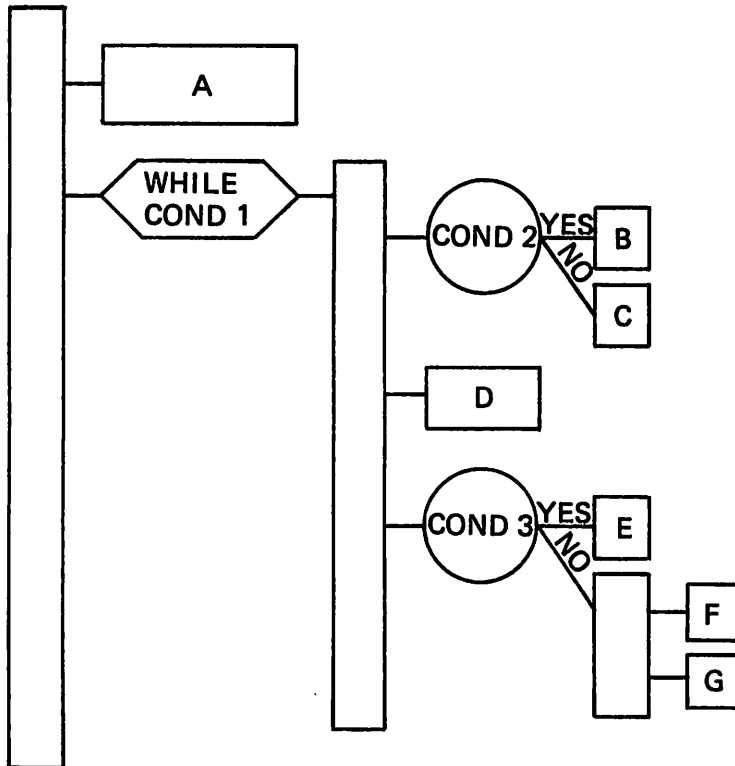 A
WHILE
COND 1
COND 2
YES
NO
B
C
D
COND 3
YES
NO
E
F
G